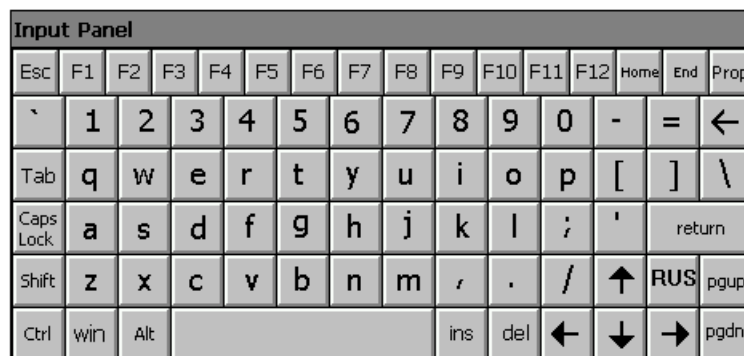 Input Panel
Esc F1 F2 F3 F4 F5 F6 F7 F8 F9 F10 F11 F12 Home End Prop
` 1 2 3 4 5 6 7 8 9 0 - = ←
Tab q w e r t y u i o p [ ] \
Caps Lock a s d f g h j k l ; ' return
Shift z x c v b n m , . / ↑ RUS pgup
Ctrl win Alt ins del ← ↓ → pgdn